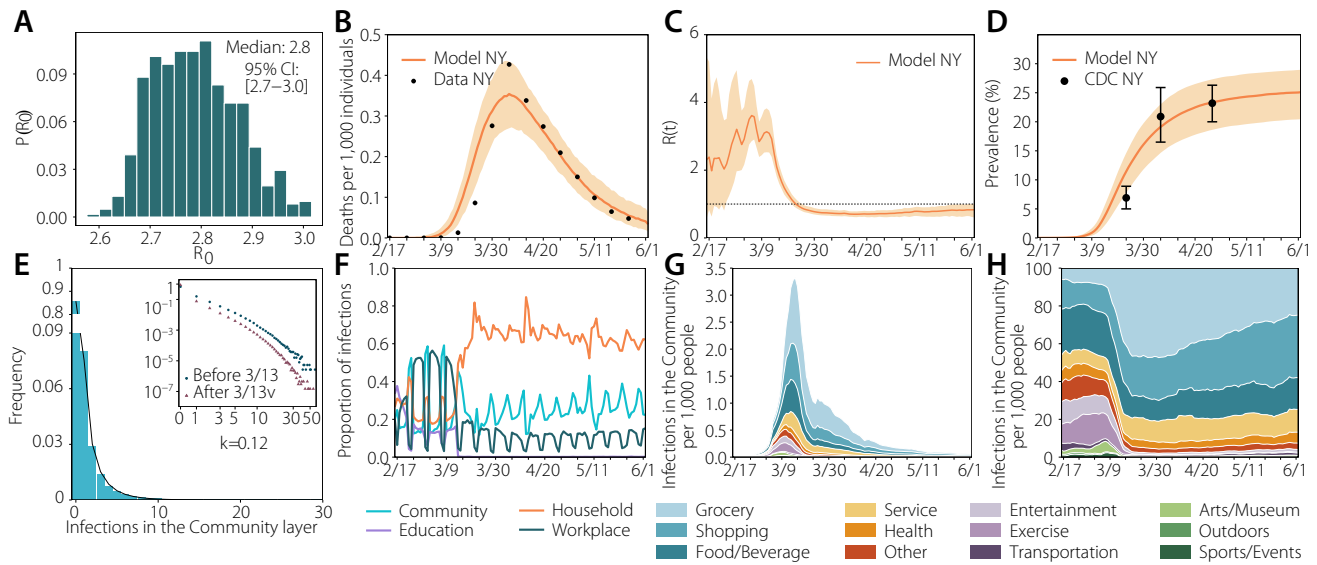 A
Median: 2.8
95% CI:
[2.7–3.0]
P(R0)
0.09
0.06
0.03
0.00
2.6 2.7 2.8 2.9 3.0
R0
B
Model NY
Data NY
Deaths per 1,000 individuals
0.5
0.4
0.3
0.2
0.1
0.0
2/17 3/9 3/30 4/20 5/11 6/1
C
Model NY
R(t)
6
4
2
0
2/17 3/9 3/30 4/20 5/11 6/1
D
Model NY
CDC NY
Prevalence (%)
30
25
20
15
10
5
0
2/17 3/9 3/30 4/20 5/11 6/1
E
Frequency
1
0.9
0.8
0.09
0.06
0.03
0
0 10 20 30
Infections in the Community layer
10⁻¹
10⁻³
10⁻⁵
10⁻⁷
0 1 3 5 10 30 50
Before 3/13
After 3/13v
k=0.12
F
Proportion of infections
1.0
0.8
0.6
0.4
0.2
0.0
2/17 3/9 3/30 4/20 5/11 6/1
G
Infections in the Community
per 1,000 people
3.5
3.0
2.5
2.0
1.5
1.0
0.5
0.0
2/17 3/9 3/30 4/20 5/11 6/1
H
Infections in the Community
per 1,000 people
100
80
60
40
20
0
2/17 3/9 3/30 4/20 5/11 6/1
Community
Education
Household
Workplace
Grocery
Shopping
Food/Beverage
Service
Health
Other
Entertainment
Exercise
Transportation
Arts/Museum
Outdoors
Sports/Events